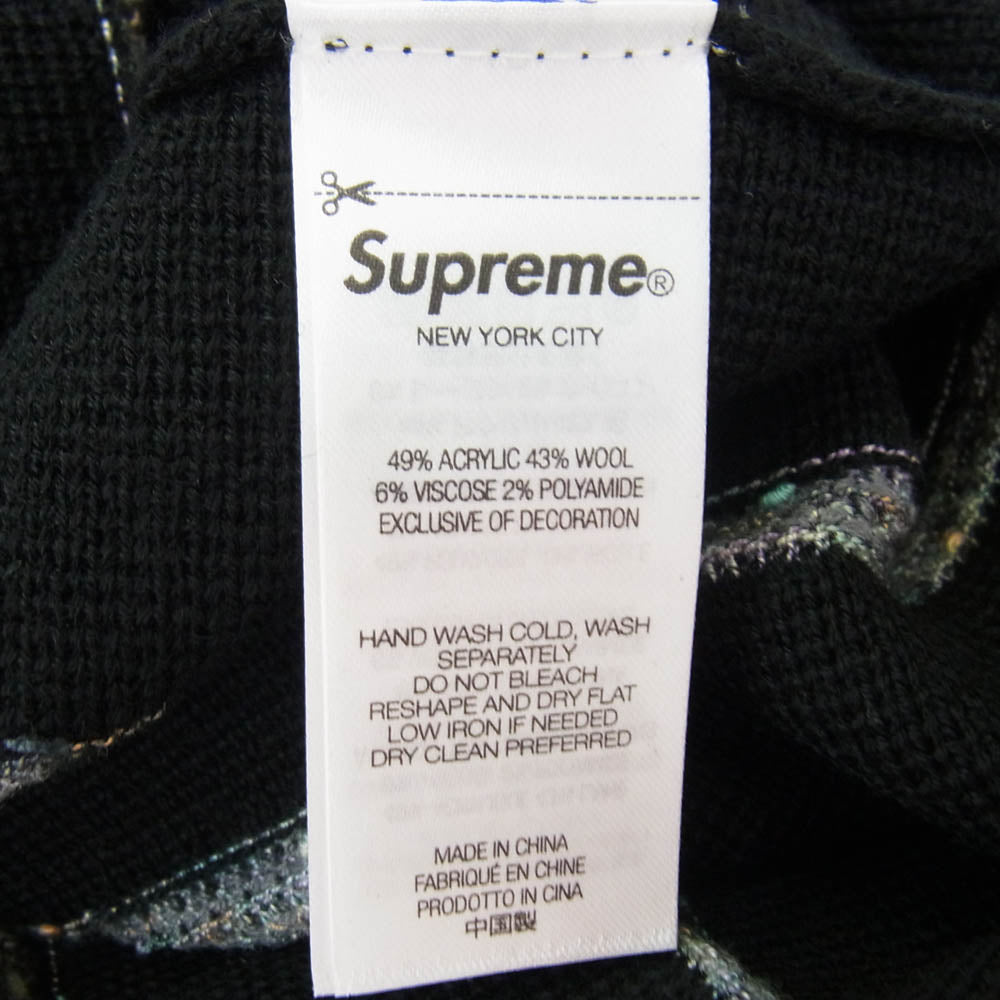 Supreme®
NEW YORK CITY
49% ACRYLIC 43% WOOL
6% VISCOSE 2% POLYAMIDE
EXCLUSIVE OF DECORATION
HAND WASH COLD, WASH
SEPARATELY
DO NOT BLEACH
RESHAPE AND DRY FLAT
LOW IRON IF NEEDED
DRY CLEAN PREFERRED
MADE IN CHINA
FABRIQUÉ EN CHINE
PRODOTTO IN CINA
中国製